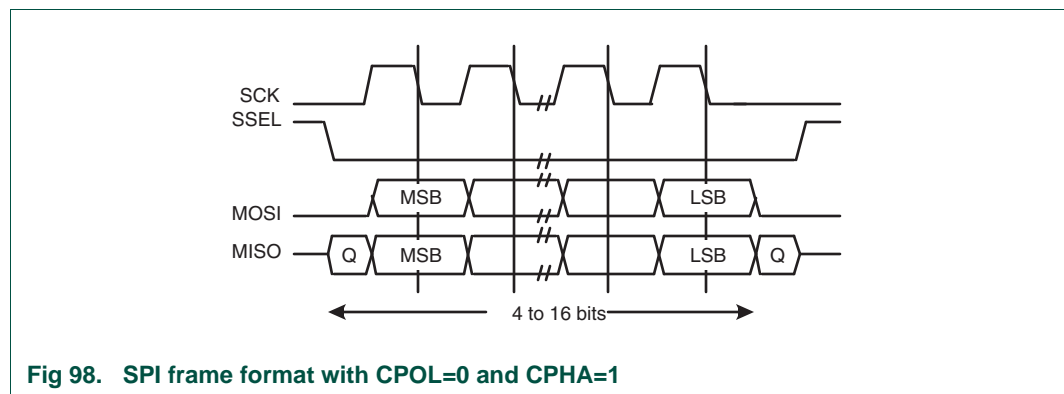 SCK
SSEL
MOSI MSB LSB
MISO Q MSB LSB Q
4 to 16 bits
Fig 98. SPI frame format with CPOL=0 and CPHA=1